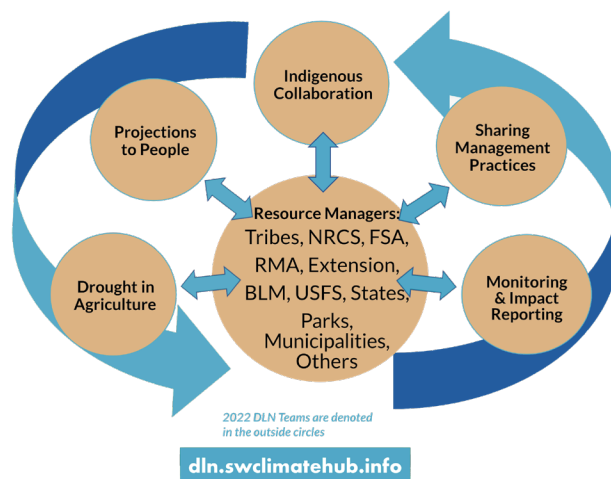 Indigenous
Collaboration
Projections
to People
Sharing
Management
Practices
Resource Managers:
Tribes, NRCS, FSA,
RMA, Extension,
BLM, USFS, States,
Parks,
Municipalities,
Others
Drought in
Agriculture
Monitoring
& Impact
Reporting
2022 DLN Teams are denoted
in the outside circles
dln.swclimatehub.info